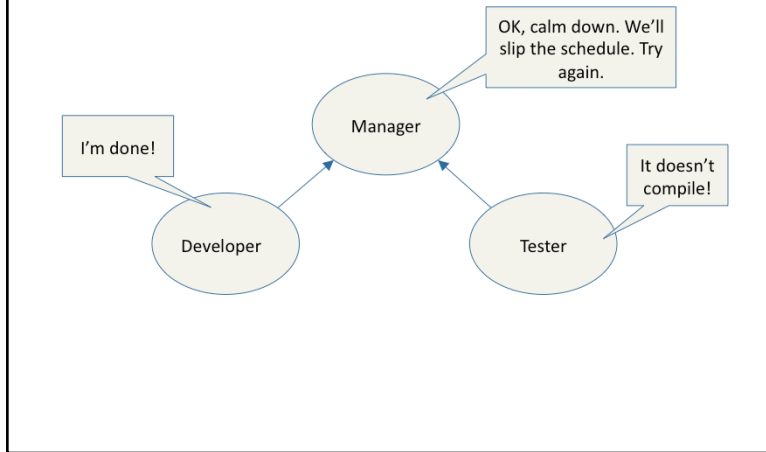 OK, calm down. We’ll
slip the schedule. Try
again.
Manager
I’m done!
It doesn’t
compile!
Developer
Tester